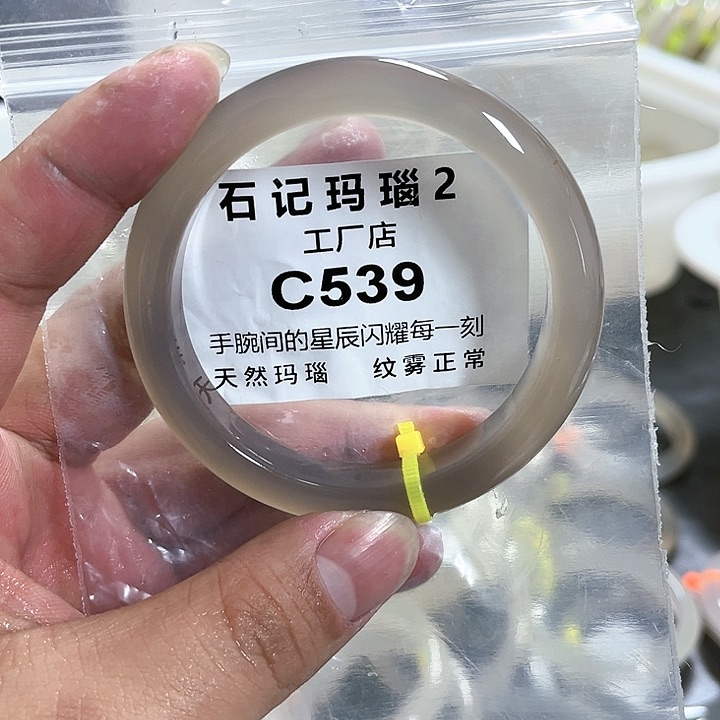 石记玛瑙2
工厂店
C539
手腕间的星辰闪耀每一刻
天然玛瑙 纹雾正常